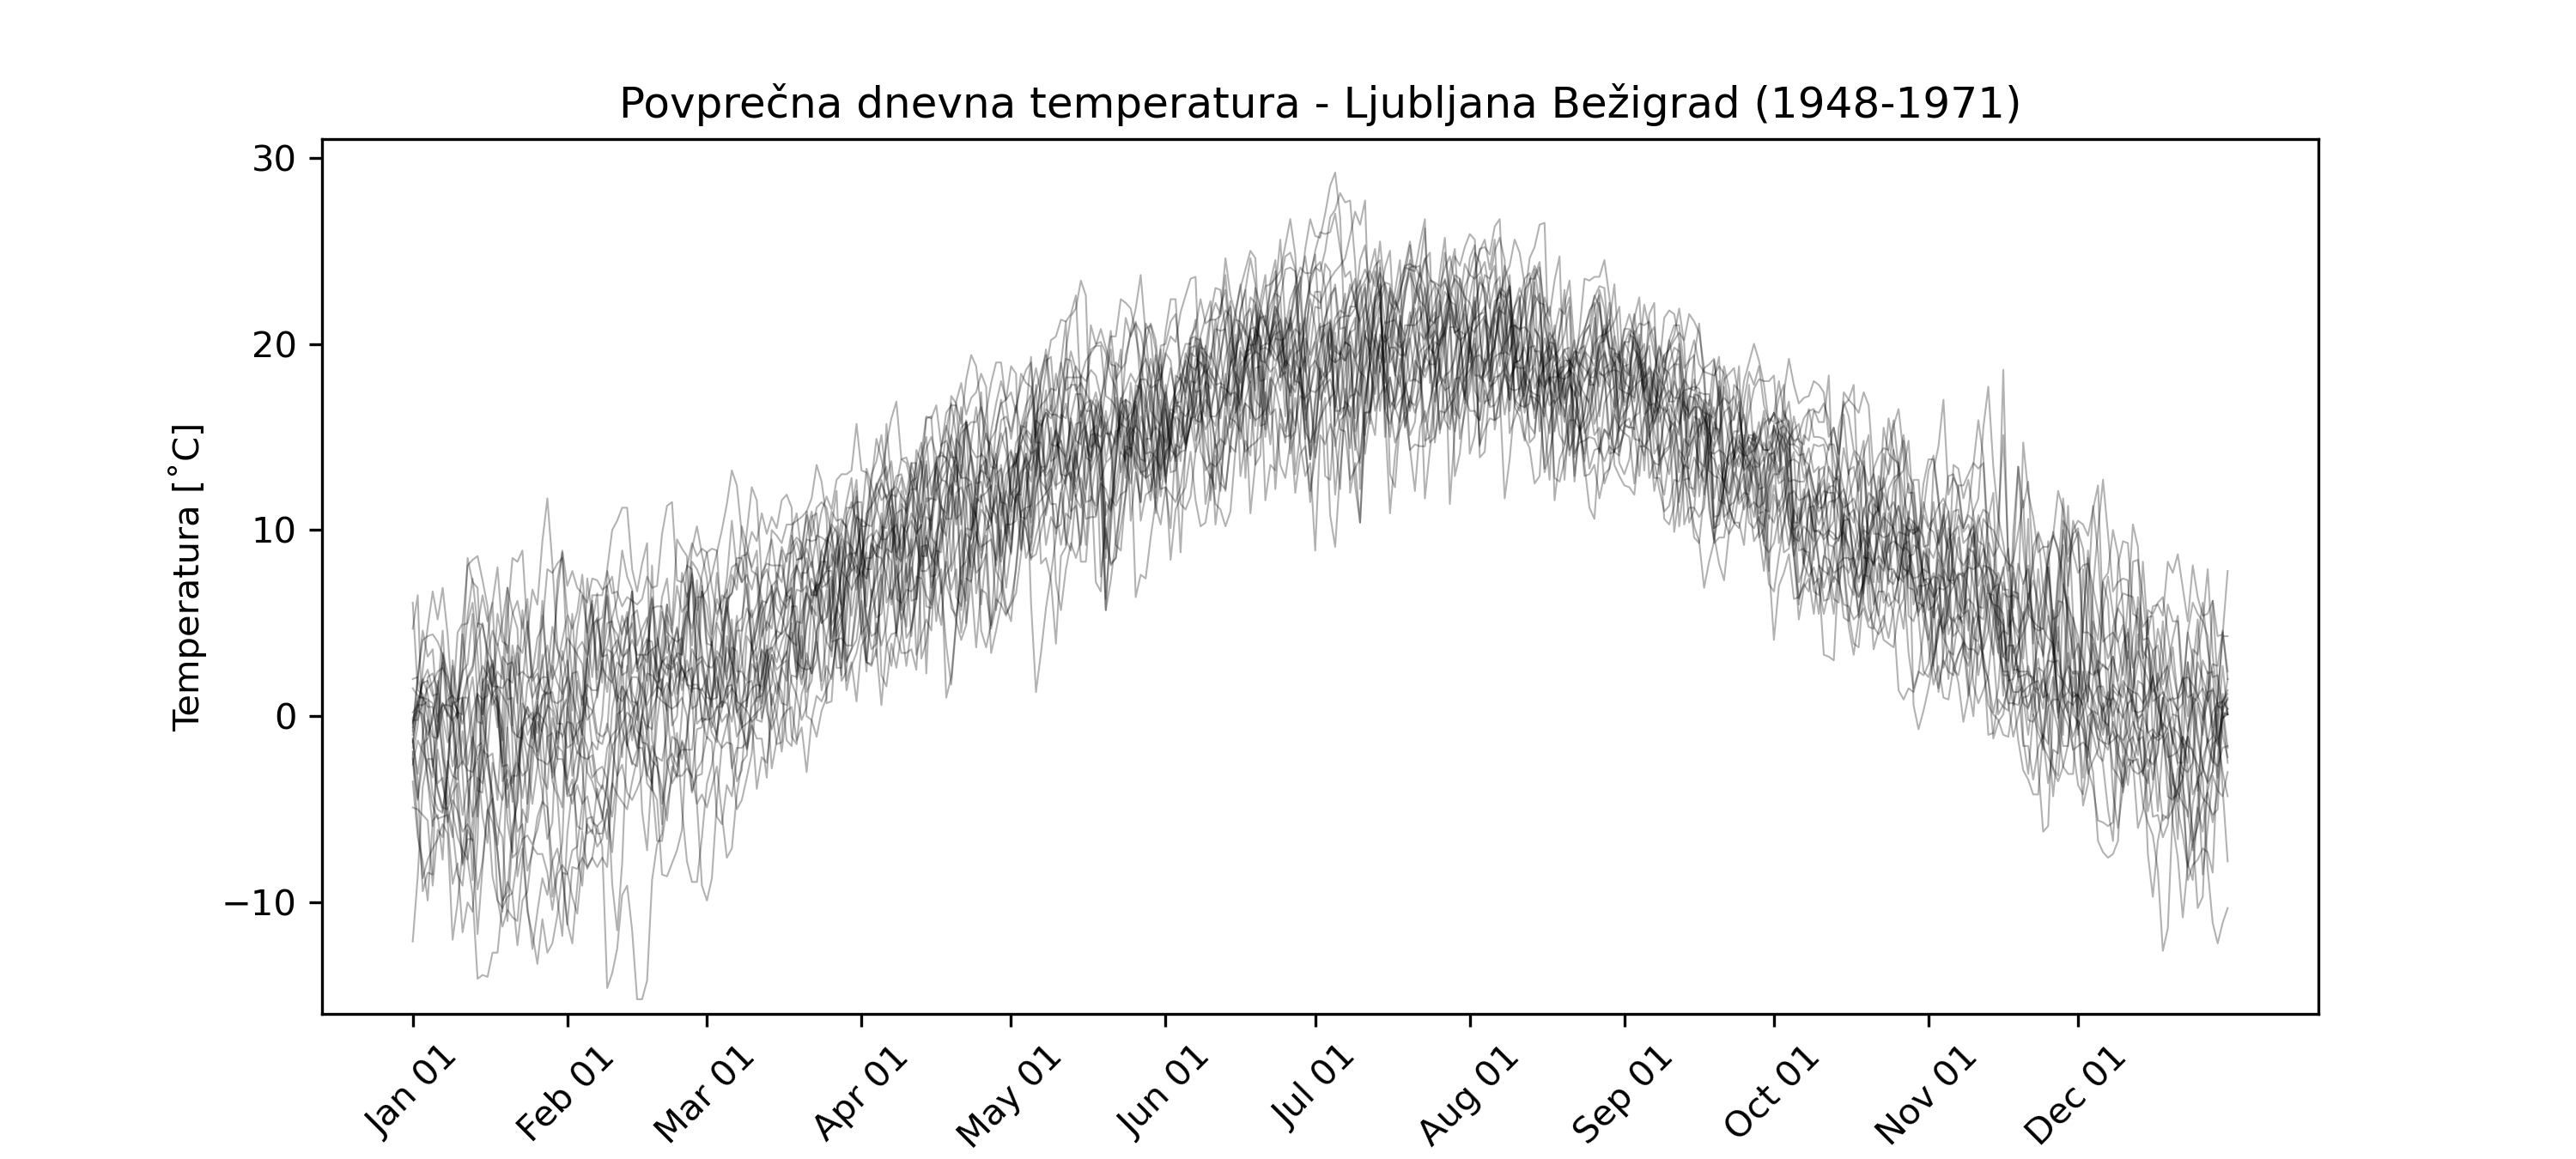 Povprečna dnevna temperatura - Ljubljana Bežigrad (1948-1971)
Temperatura [˚C]
30
20
10
0
−10
Jan 01
Feb 01
Mar 01
Apr 01
May 01
Jun 01
Jul 01
Aug 01
Sep 01
Oct 01
Nov 01
Dec 01